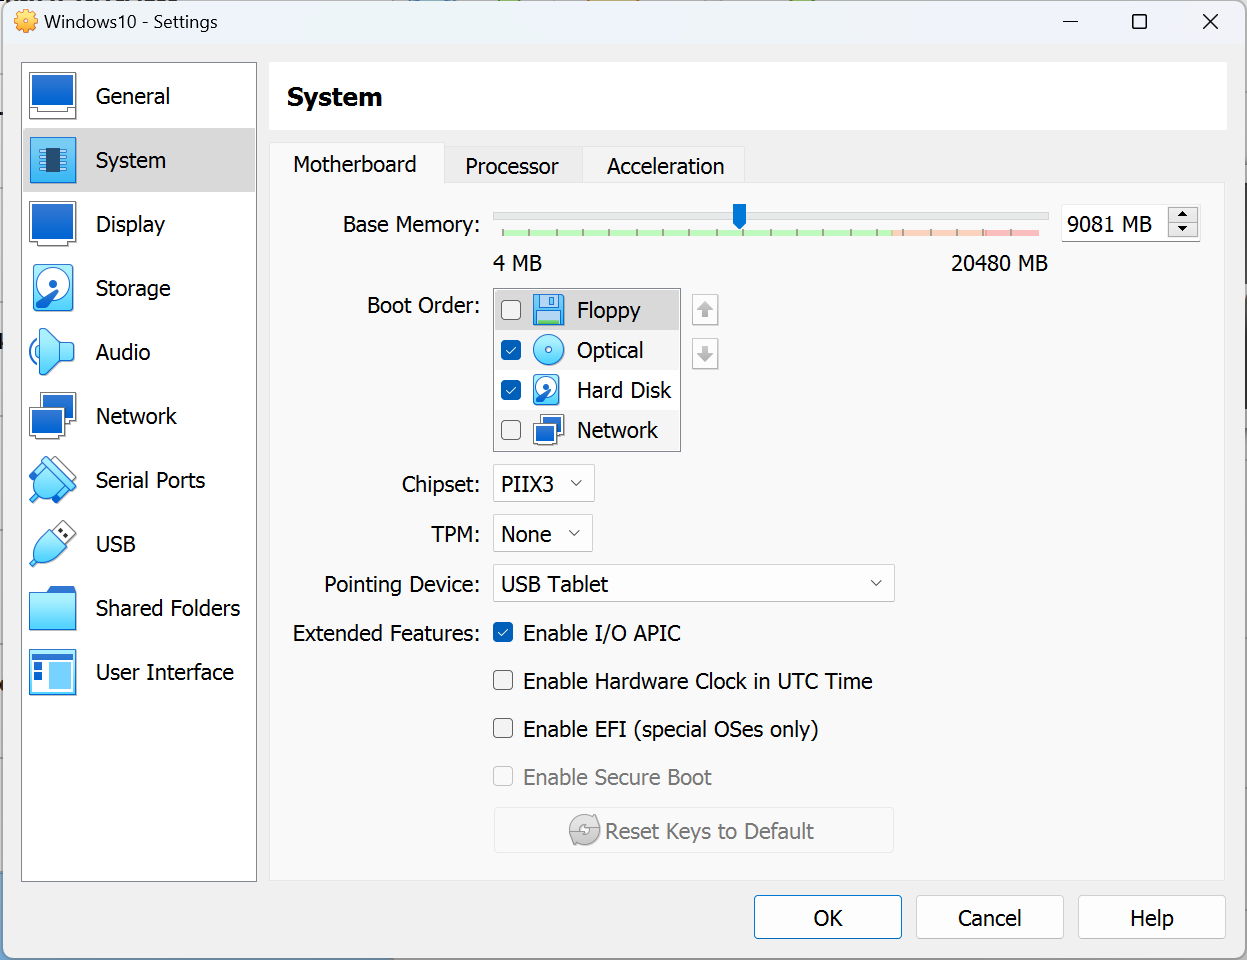 Windows10 - Settings
General
System
Display
Storage
Audio
Network
Serial Ports
USB
Shared Folders
User Interface
System
Motherboard Processor Acceleration
Base Memory: 9081 MB
4 MB 20480 MB
Boot Order: Floppy
Optical
Hard Disk
Network
Chipset: PIIX3
TPM: None
Pointing Device: USB Tablet
Extended Features: Enable I/O APIC
Enable Hardware Clock in UTC Time
Enable EFI (special OSes only)
Enable Secure Boot
Reset Keys to Default
OK Cancel Help